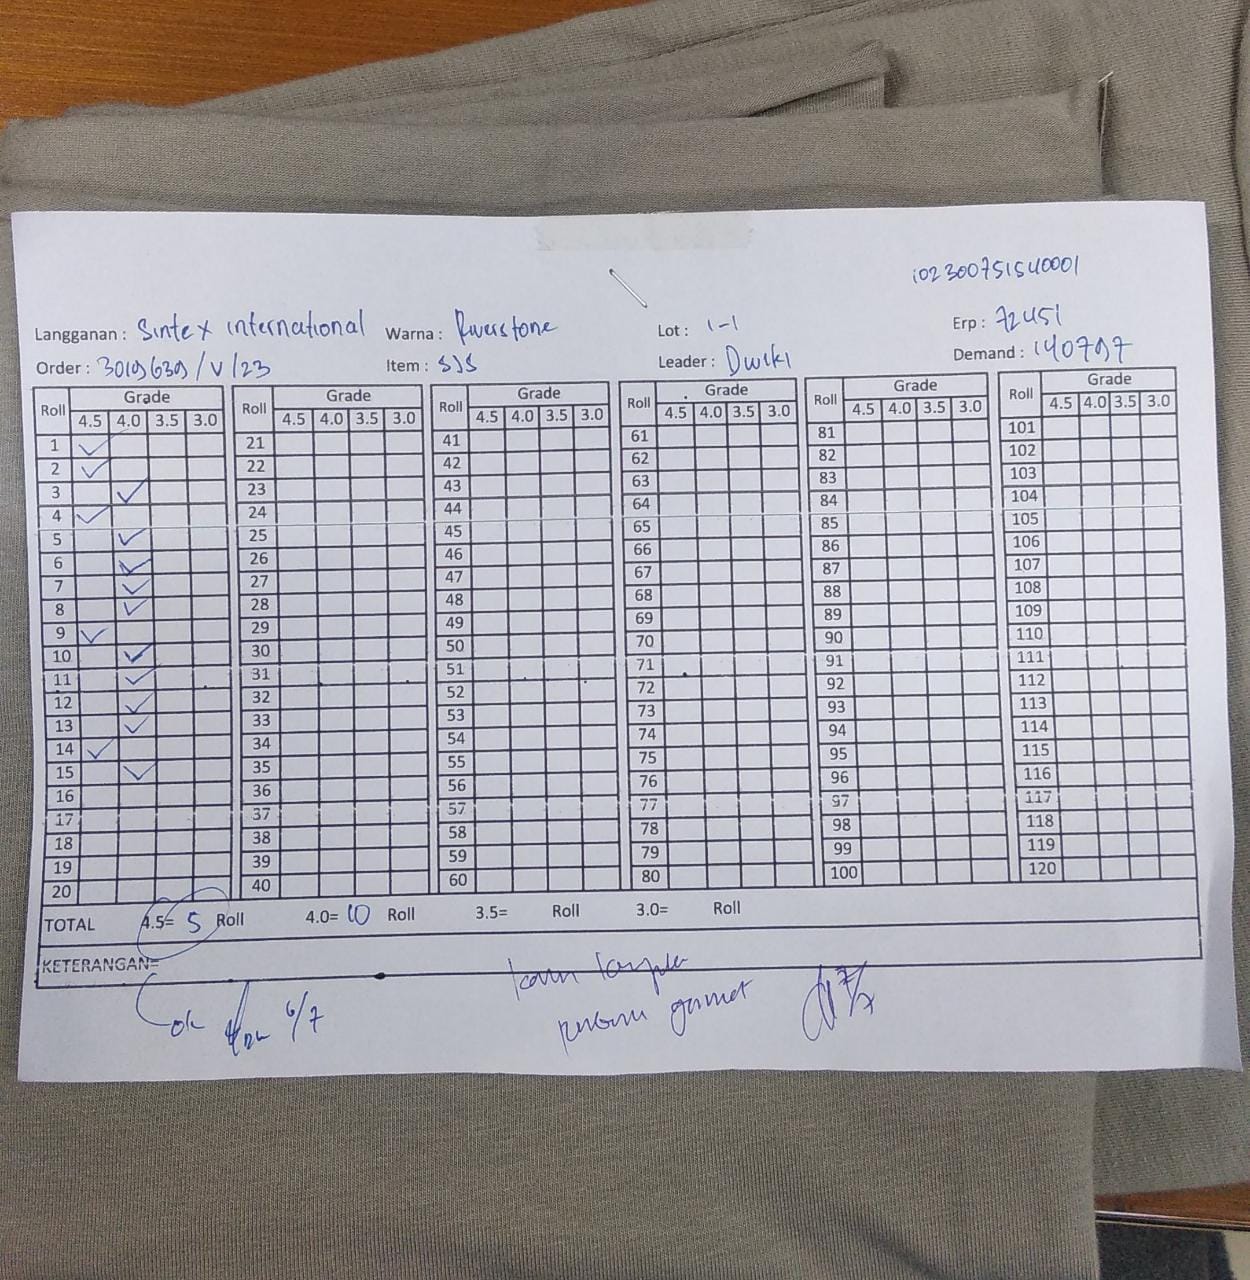 102300751540001
Langganan : Sintex international Warna : Riverstone Lot : 1-1 Erp : 72451
Order : 3019639/V/23 Item : SJS Leader : Dwiki Demand : 140797
Roll Grade Roll Grade Roll Grade Roll Grade Roll Grade Roll Grade
4.5 4.0 3.5 3.0 4.5 4.0 3.5 3.0 4.5 4.0 3.5 3.0 4.5 4.0 3.5 3.0 4.5 4.0 3.5 3.0 4.5 4.0 3.5 3.0
1 ✓ 21 41 61 81 101
2 ✓ 22 42 62 82 102
3 ✓ 23 43 63 83 103
4 ✓ 24 44 64 84 104
5 ✓ 25 45 65 85 105
6 ✓ 26 46 66 86 106
7 ✓ 27 47 67 87 107
8 ✓ 28 48 68 88 108
9 ✓ 29 49 69 89 109
10 ✓ 30 50 70 90 110
11 ✓ 31 51 71 91 111
12 ✓ 32 52 72 92 112
13 ✓ 33 53 73 93 113
14 ✓ 34 54 74 94 114
15 ✓ 35 55 75 95 115
16 36 56 76 96 116
17 37 57 77 97 117
18 38 58 78 98 118
19 39 59 79 99 119
20 40 60 80 100 120
TOTAL 4.5= 5 Roll 4.0= 10 Roll 3.5= Roll 3.0= Roll
KETERANGAN=
ok 6/7